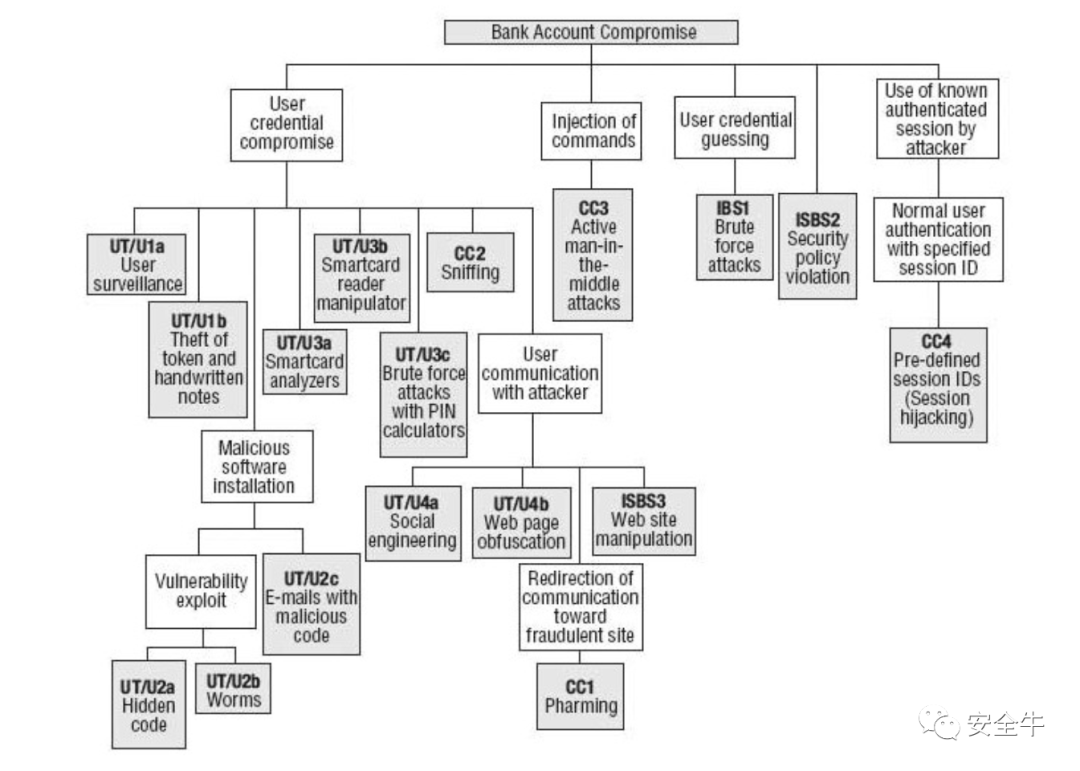 Bank Account Compromise
User
credential
compromise
Injection of
commands
User credential
guessing
Use of known
authenticated
session by
attacker
UT/U1a
User
surveillance
UT/U1b
Theft of
token and
handwritten
notes
UT/U3a
Smartcard
analyzers
UT/U3b
Smartcard
reader
manipulator
UT/U3c
Brute force
attacks
with PIN
calculators
CC2
Sniffing
User
communication
with attacker
CC3
Active
man-in-
the-
middle
attacks
IBS1
Brute
force
attacks
ISBS2
Security
policy
violation
Normal user
authentication
with specified
session ID
CC4
Pre-defined
session IDs
(Session
hijacking)
Malicious
software
installation
UT/U4a
Social
engineering
UT/U4b
Web page
obfuscation
ISBS3
Web site
manipulation
Vulnerability
exploit
UT/U2c
E-mails with
malicious
code
Redirection of
communication
toward
fraudulent site
UT/U2a
Hidden
code
UT/U2b
Worms
CC1
Pharming
安全牛